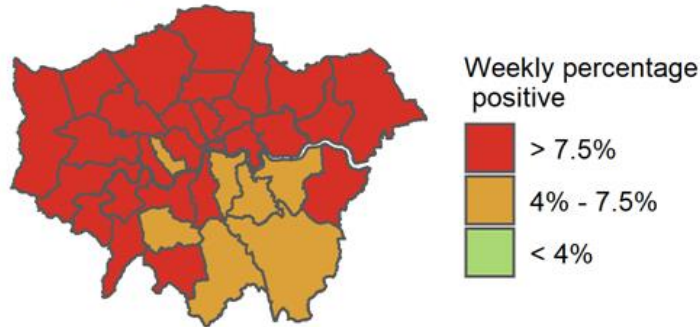 Weekly percentage
positive
> 7.5%
4% - 7.5%
< 4%